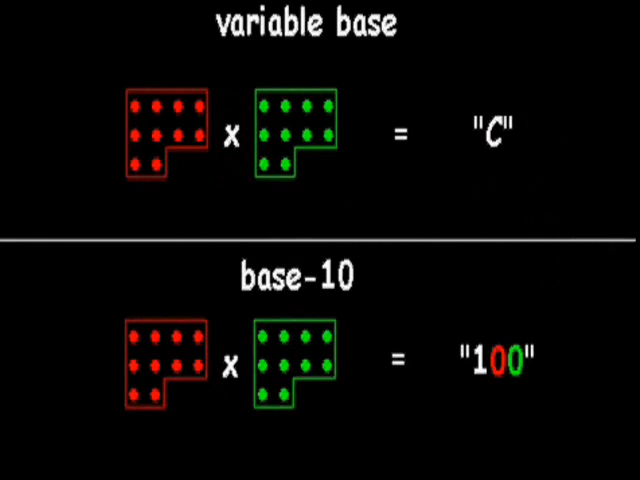 variable base
x = "C"
base-10
x = "100"